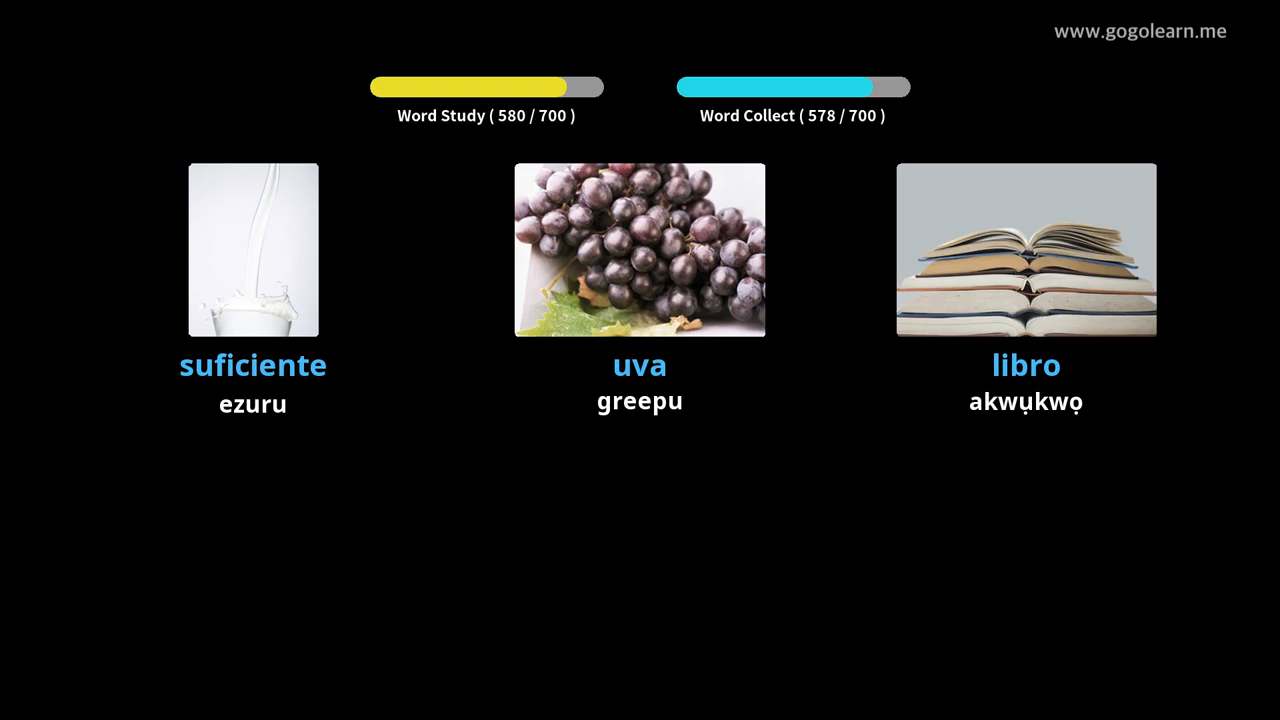 www.gogolearn.me
Word Study ( 580 / 700 )
Word Collect ( 578 / 700 )
suficiente
ezuru
uva
greepu
libro
akwụkwọ